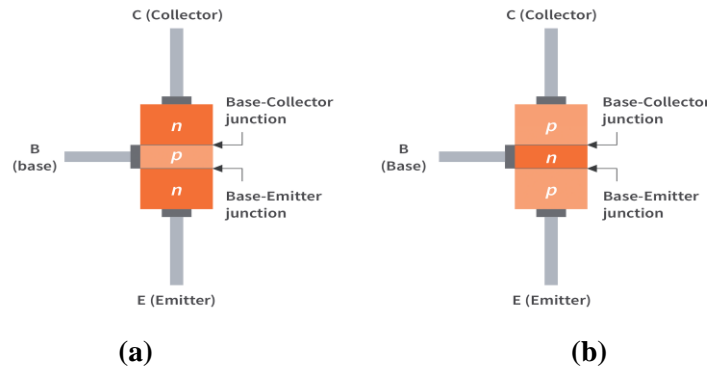 C (Collector)
n
Base-Collector
junction
B
(base)
p
n
Base-Emitter
junction
E (Emitter)
(a)
C (Collector)
p
Base-Collector
junction
B
(Base)
n
p
Base-Emitter
junction
E (Emitter)
(b)